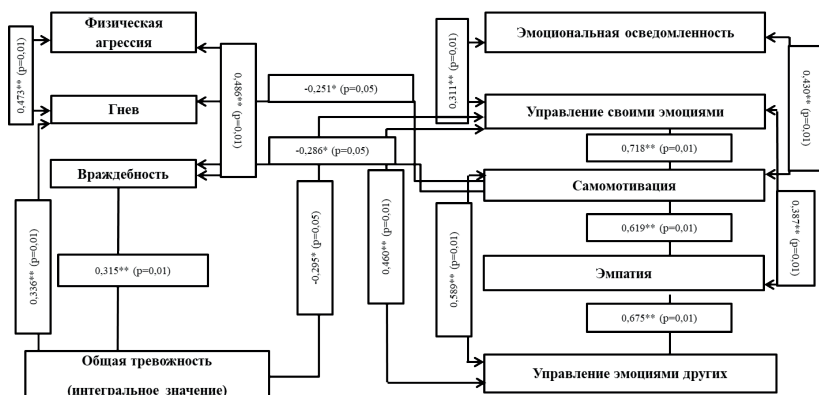 Физическая
агрессия
Эмоциональная осведомленность
0,473** (p=0,01)
0,486** (p=0,01)
-0,251* (p=0,05)
0,311** (p=0,01)
0,430** (p=0,01)
Гнев
Управление своими эмоциями
-0,286* (p=0,05)
0,718** (p=0,01)
Враждебность
Самомотивация
0,336** (p=0,01)
0,315** (p=0,01)
-0,295* (p=0,05)
0,460** (p=0,01)
0,589** (p=0,01)
0,619** (p=0,01)
0,387** (p=0,01)
Эмпатия
0,675** (p=0,01)
Общая тревожность
(интегральное значение)
Управление эмоциями других